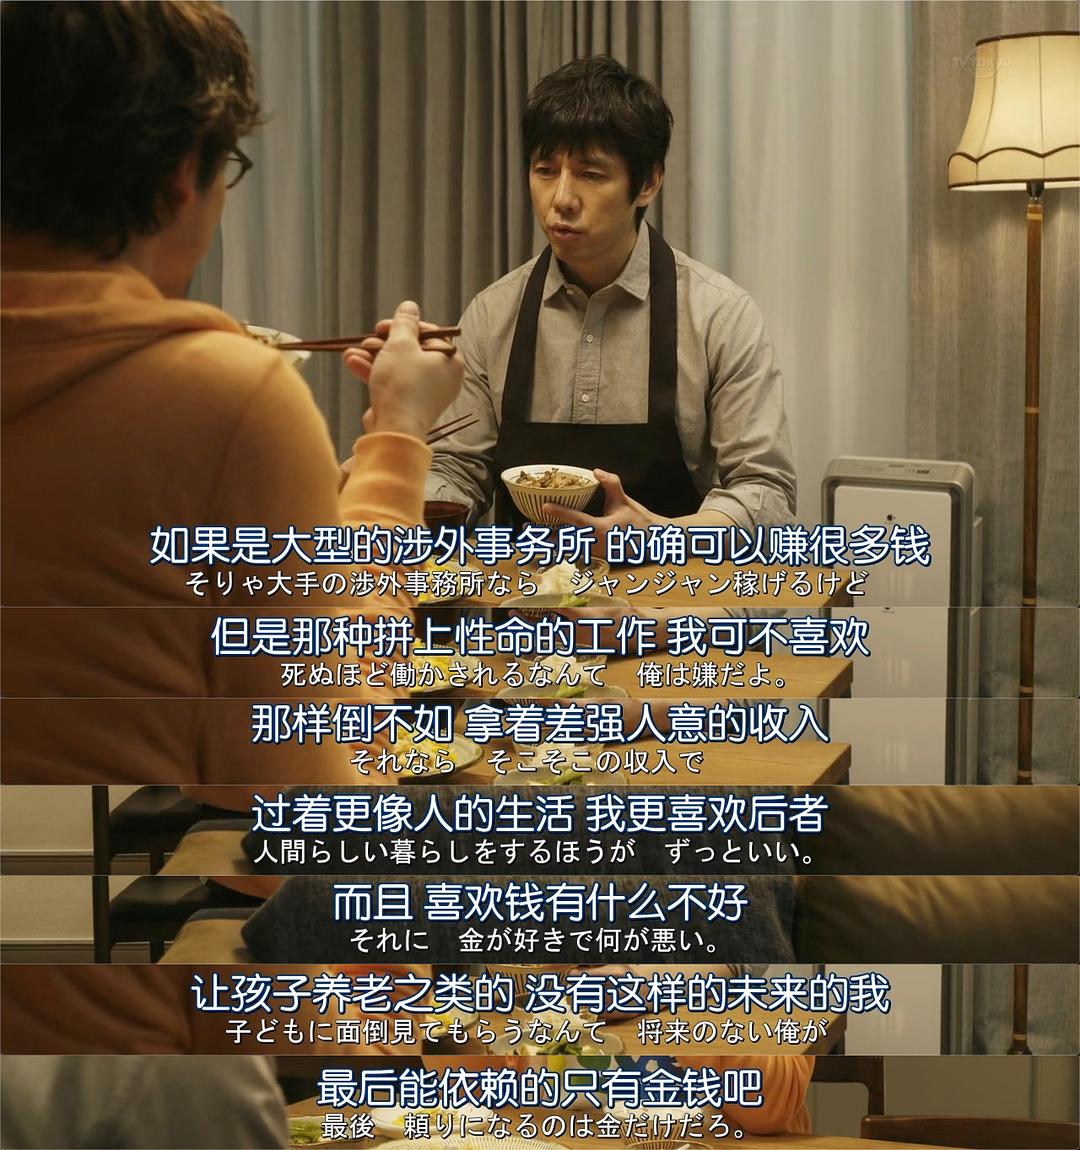 TV TOKYO
如果是大型的涉外事务所 的确可以赚很多钱
そりゃ大手の渉外事務所なら　ジャンジャン稼げるけど
但是那种拼上性命的工作 我可不喜欢
死ぬほど働かされるなんて　俺は嫌だよ。
那样倒不如 拿着差强人意的收入
それなら　そこそこの収入で
过着更像人的生活 我更喜欢后者
人間らしい暮らしをするほうが　ずっといい。
而且 喜欢钱有什么不好
それに　金が好きで何が悪い。
让孩子养老之类的 没有这样的未来的我
子どもに面倒見てもらうなんて　将来のない俺が
最后能依赖的只有金钱吧
最後　頼りになるのは金だけだろ。